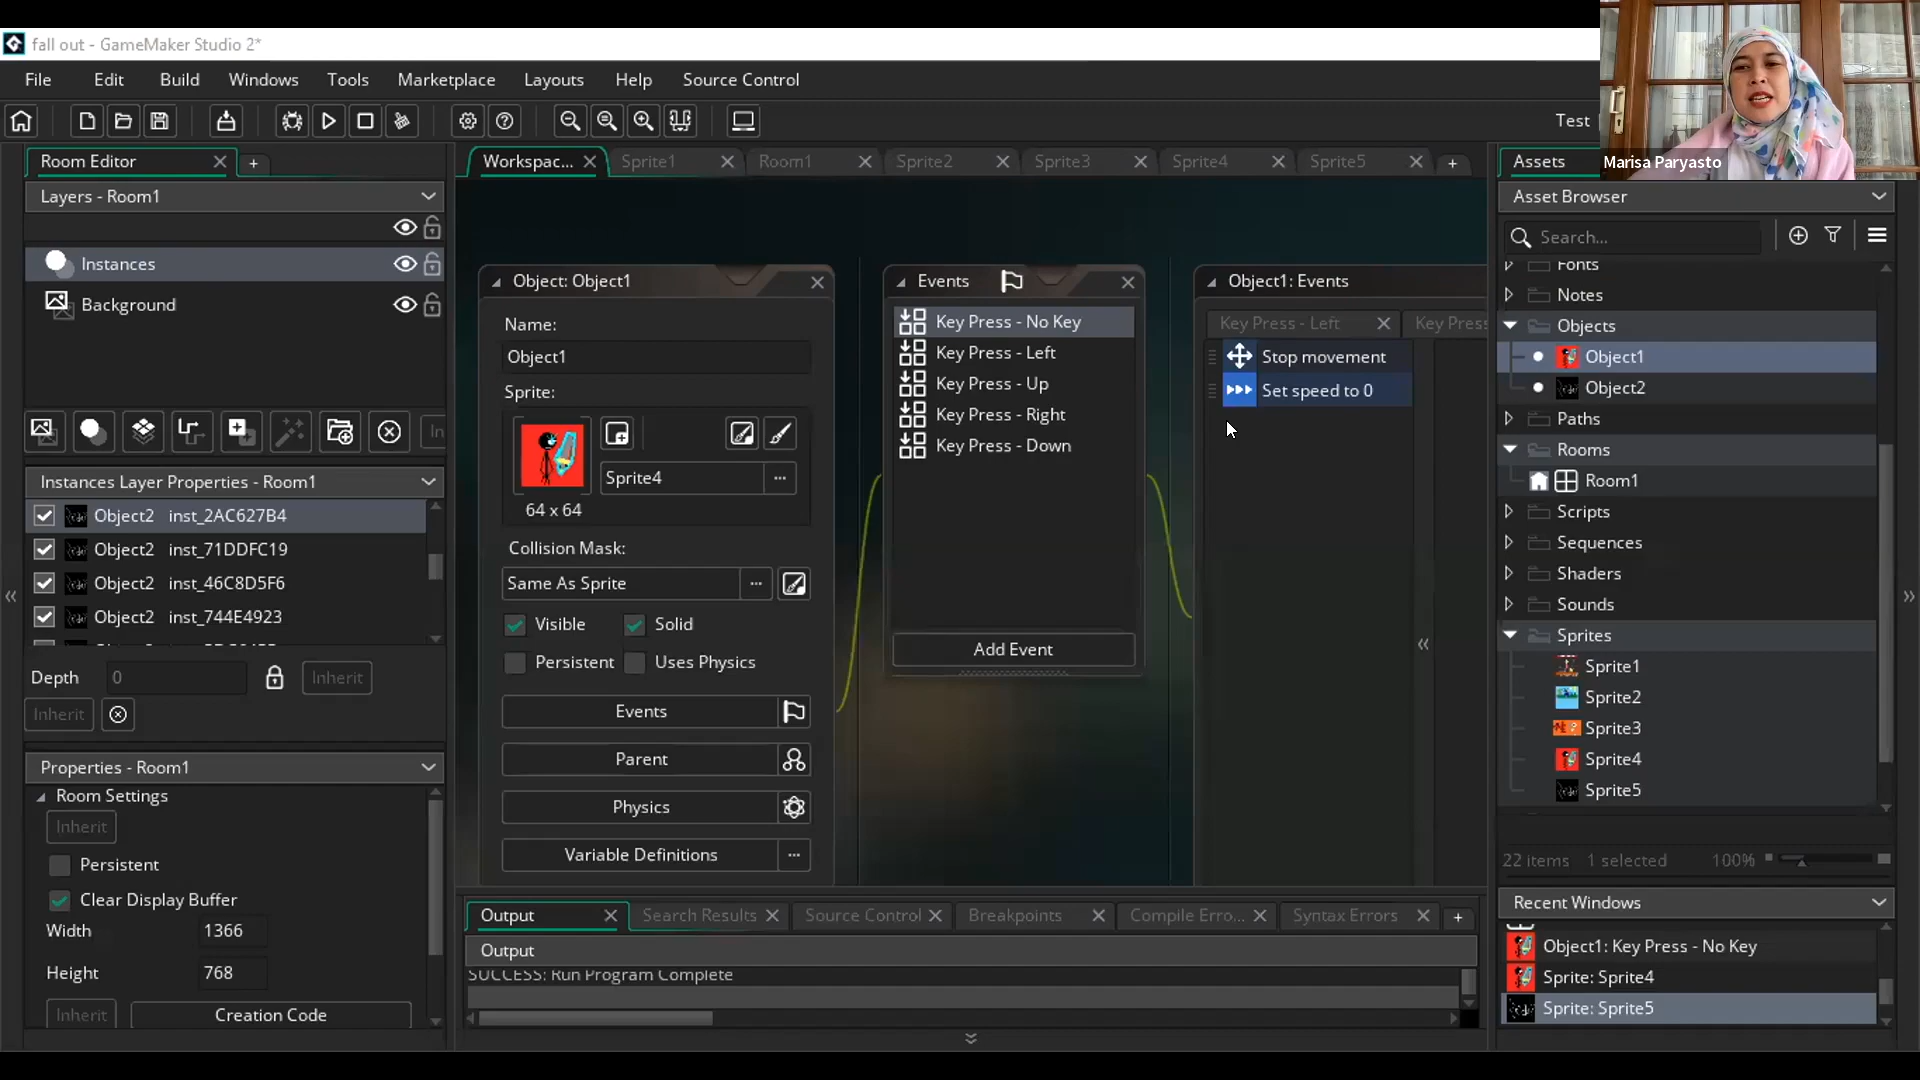 fall out - GameMaker Studio 2*
File Edit Build Windows Tools Marketplace Layouts Help Source Control
Test
Marisa Paryasto
Room Editor
Workspac... Sprite1 Room1 Sprite2 Sprite3 Sprite4 Sprite5
Assets
Layers - Room1
Instances
Background
Instances Layer Properties - Room1
Object2 inst_2AC627B4
Object2 inst_71DDFC19
Object2 inst_46C8D5F6
Object2 inst_744E4923
Depth 0 Inherit
Inherit
Properties - Room1
Room Settings
Inherit
Persistent
Clear Display Buffer
Width 1366
Height 768
Inherit Creation Code
Object: Object1
Name:
Object1
Sprite:
Sprite4
64 x 64
Collision Mask:
Same As Sprite
Visible Solid
Persistent Uses Physics
Events
Parent
Physics
Variable Definitions
Events
Key Press - No Key
Key Press - Left
Key Press - Up
Key Press - Right
Key Press - Down
Add Event
Object1: Events
Key Press - Left Key Press
Stop movement
Set speed to 0
Output Search Results Source Control Breakpoints Compile Erro... Syntax Errors
Output
SUCCESS: Run Program Complete
Asset Browser
Search...
Fonts
Notes
Objects
Object1
Object2
Paths
Rooms
Room1
Scripts
Sequences
Shaders
Sounds
Sprites
Sprite1
Sprite2
Sprite3
Sprite4
Sprite5
22 items 1 selected 100%
Recent Windows
Object1: Key Press - No Key
Sprite: Sprite4
Sprite: Sprite5